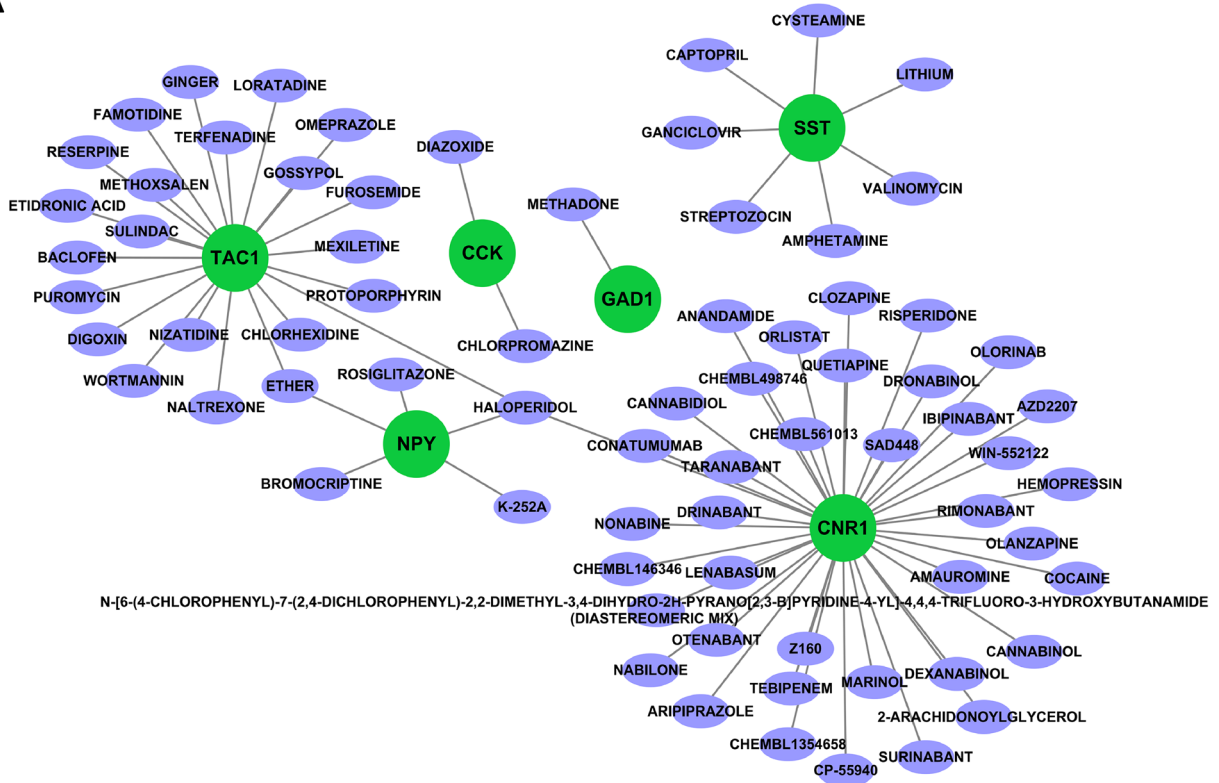 CYSTEAMINE
CAPTOPRIL
LITHIUM
GINGER
LORATADINE
FAMOTIDINE
TERFENADINE
OMEPRAZOLE
SST
GANCICLOVIR
RESERPINE
DIAZOXIDE
METHOXSALEN
GOSSYPOL
FUROSEMIDE
VALINOMYCIN
ETIDRONIC ACID
METHADONE
STREPTOZOCIN
SULINDAC
AMPHETAMINE
MEXILETINE
BACLOFEN
TAC1
CCK
PUROMYCIN
PROTOPORPHYRIN
GAD1
CLOZAPINE
ANANDAMIDE
RISPERIDONE
DIGOXIN
NIZATIDINE
CHLORHEXIDINE
ORLISTAT
CHLORPROMAZINE
OLORINAB
QUETIAPINE
WORTMANNIN
ETHER
ROSIGLITAZONE
CHEMBL498746
DRONABINOL
NALTREXONE
HALOPERIDOL
CANNABIDIOL
AZD2207
IBIPINABANT
CHEMBL561013
NPY
CONATUMUMAB
SAD448
WIN-552122
TARANABANT
BROMOCRIPTINE
HEMOPRESSIN
K-252A
DRINABANT
RIMONABANT
NONABINE
CNR1
OLANZAPINE
CHEMBL146346
LENABASUM
AMAUROMINE
COCAINE
N-[6-(4-CHLOROPHENYL)-7-(2,4-DICHLOROPHENYL)-2,2-DIMETHYL-3,4-DIHYDRO-2H-PYRANO[2,3-B]PYRIDINE-4-YL]-4,4,4-TRIFLUORO-3-HYDROXYBUTANAMIDE
(DIASTEREOMERIC MIX)
OTENABANT
Z160
CANNABINOL
NABILONE
DEXANABINOL
TEBIPENEM
MARINOL
ARIPIPRAZOLE
2-ARACHIDONOYLGLYCEROL
CHEMBL1354658
SURINABANT
CP-55940